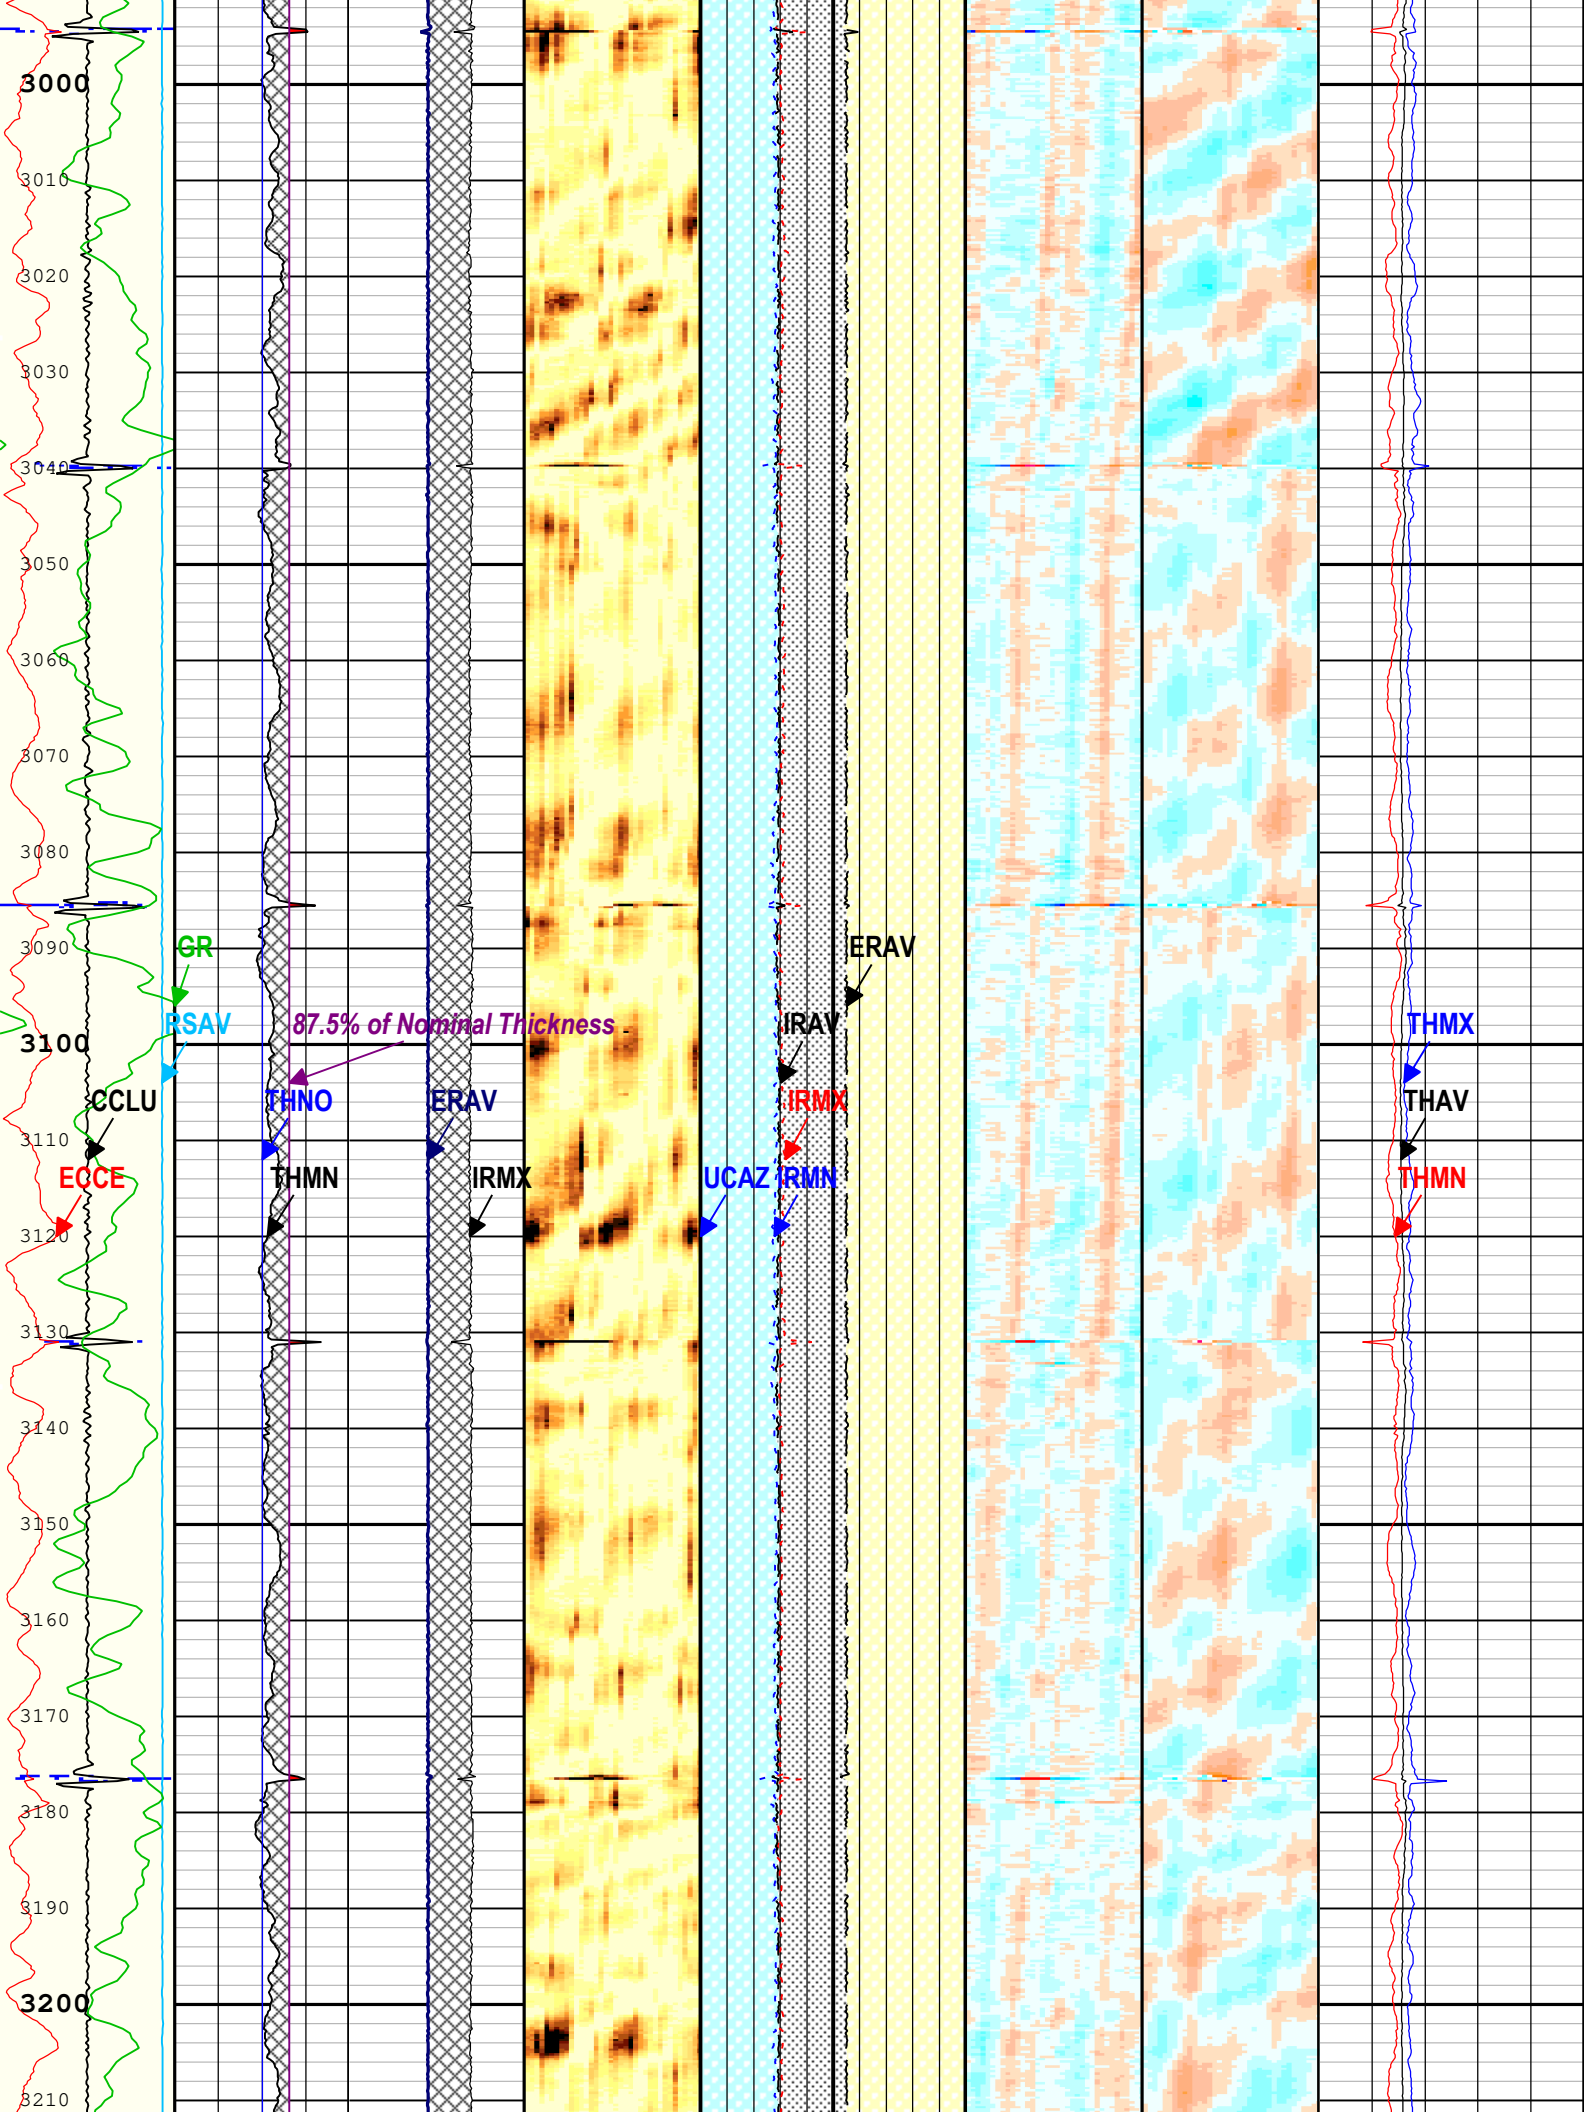 3000
3010
3020
3030
3040
3050
3060
3070
3080
3090
GR
ERAV
RSAV
87.5% of Nominal Thickness
IRAV
THMX
3100
CCLU
THNO
ERAV
IRMX
THAV
3110
ECCE
THMN
IRMX
UCAZ
IRMN
THMN
3120
3130
3140
3150
3160
3170
3180
3190
3200
3210